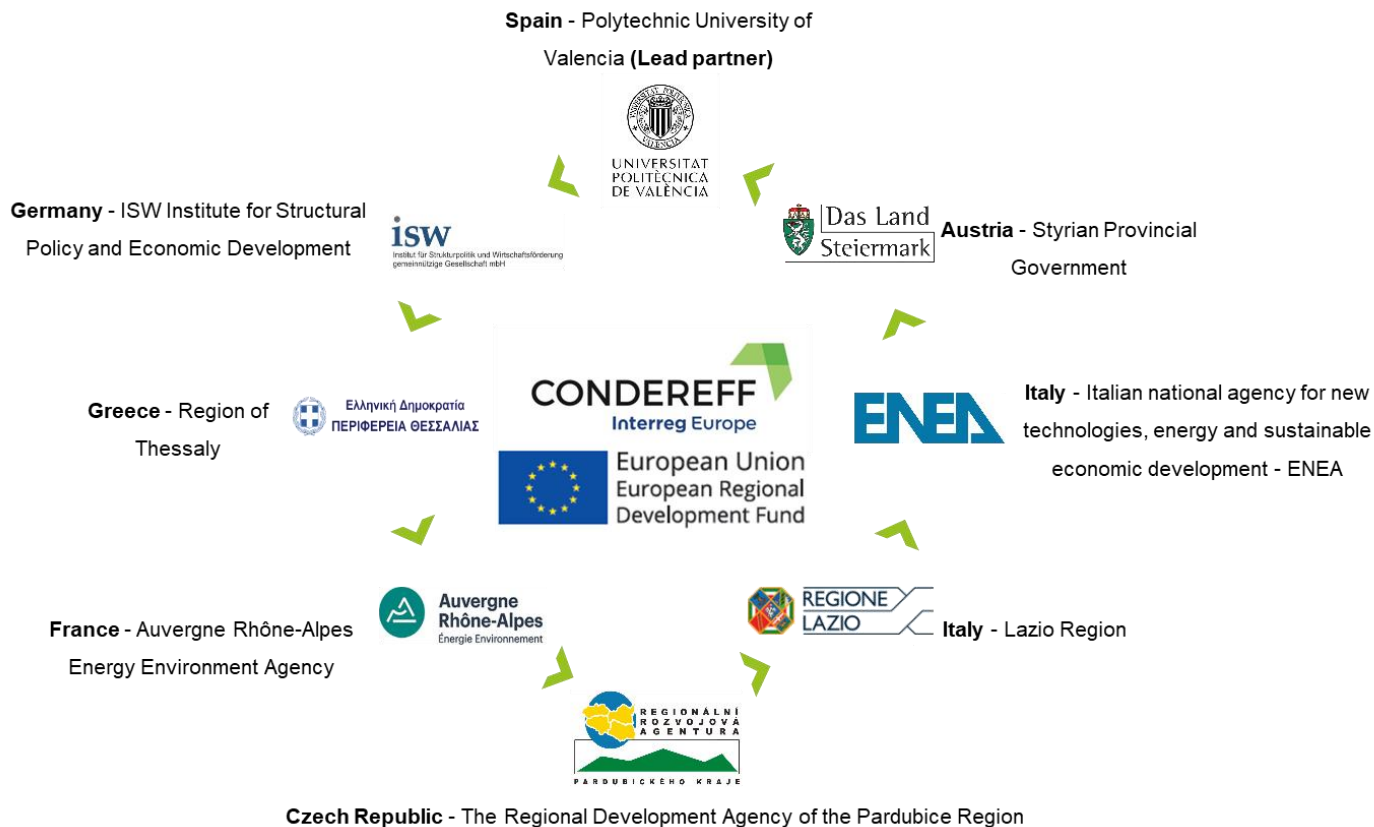 Spain - Polytechnic University of
Valencia (Lead partner)
UNIVERSITAT
POLITÈCNICA
DE VALÈNCIA
Germany - ISW Institute for Structural
Policy and Economic Development
isw
Institut für Strukturpolitik und Wirtschaftsförderung
gemeinnützige Gesellschaft mbH
Das Land
Steiermark
Austria - Styrian Provincial
Government
Greece - Region of
Thessaly
Ελληνική Δημοκρατία
ΠΕΡΙΦΕΡΕΙΑ ΘΕΣΣΑΛΙΑΣ
CONDEREFF
Interreg Europe
European Union
European Regional
Development Fund
ENEA
Italy - Italian national agency for new
technologies, energy and sustainable
economic development - ENEA
France - Auvergne Rhône-Alpes
Energy Environment Agency
Auvergne
Rhône-Alpes
Énergie Environnement
REGIONE
LAZIO
Italy - Lazio Region
REGIONÁLNÍ
ROZVOJOVÁ
AGENTURA
PARDUBICKÉHO KRAJE
Czech Republic - The Regional Development Agency of the Pardubice Region